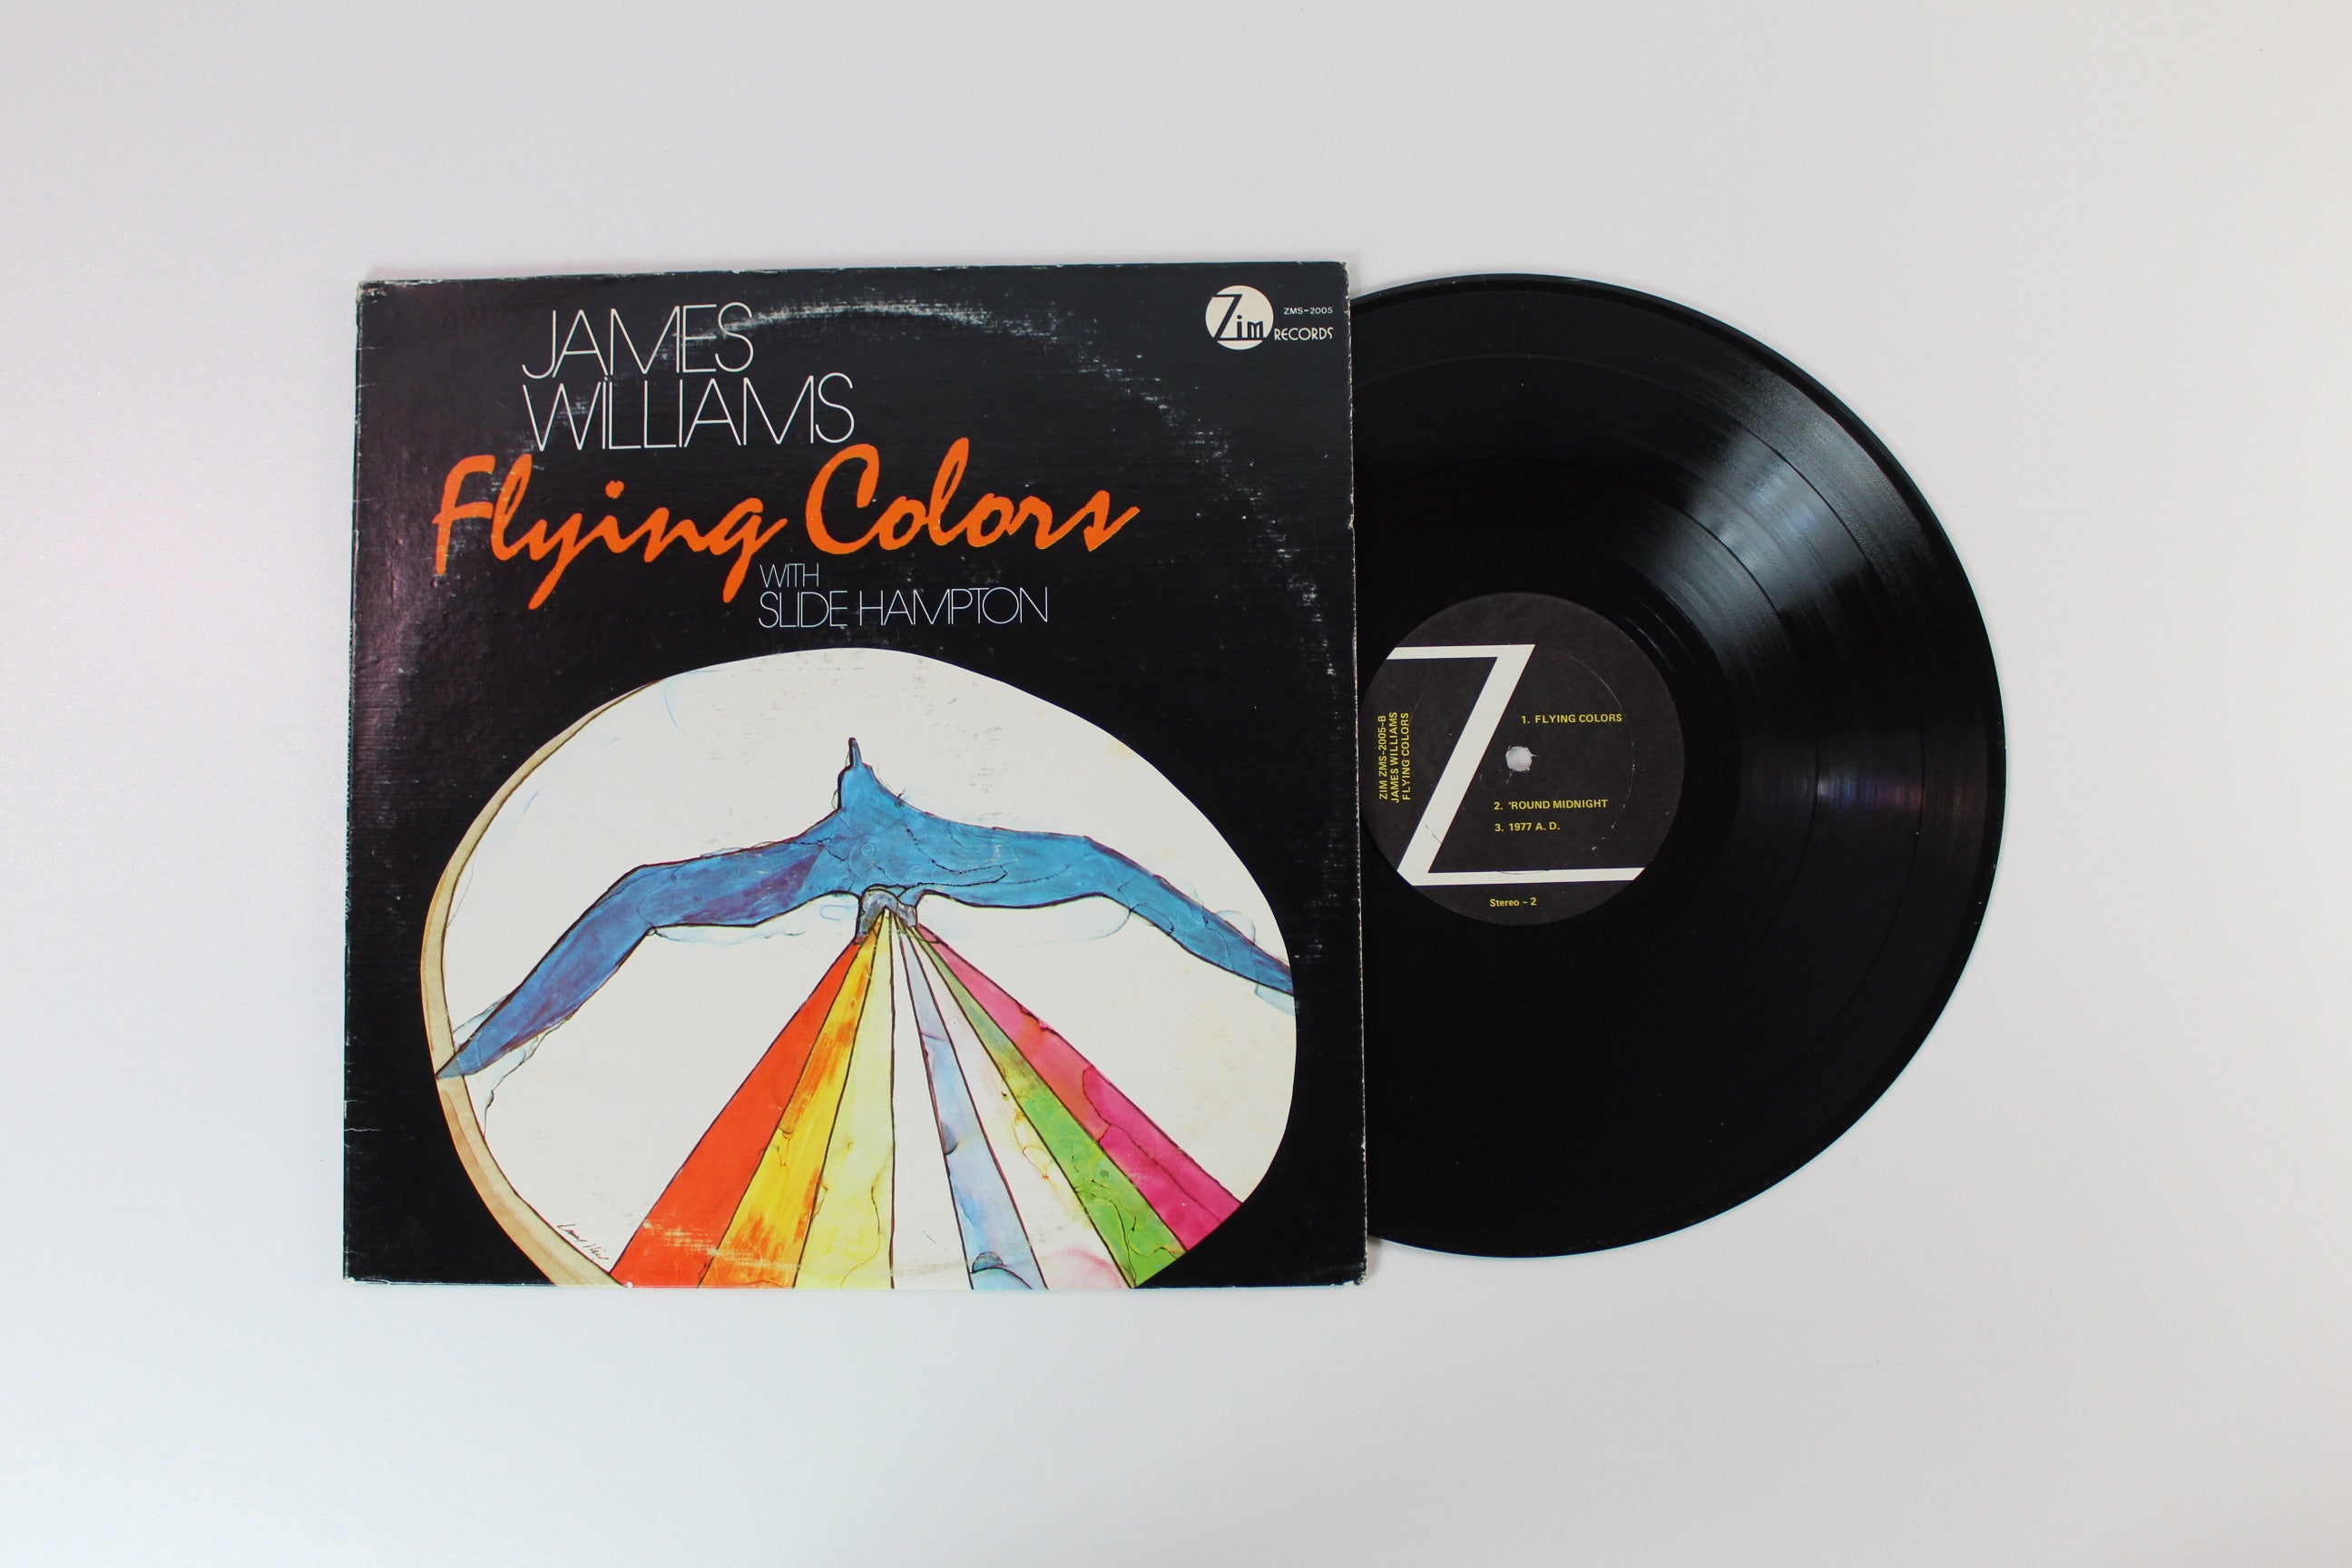 JAMES
WILLIAMS
Flying Colors
WITH
SLIDE HAMPTON
Zim
ZMS-2005
RECORDS
ZIM ZMS-2005-B
JAMES WILLIAMS
FLYING COLORS
1. FLYING COLORS
2. 'ROUND MIDNIGHT
3. 1977 A. D.
Z
Stereo - 2